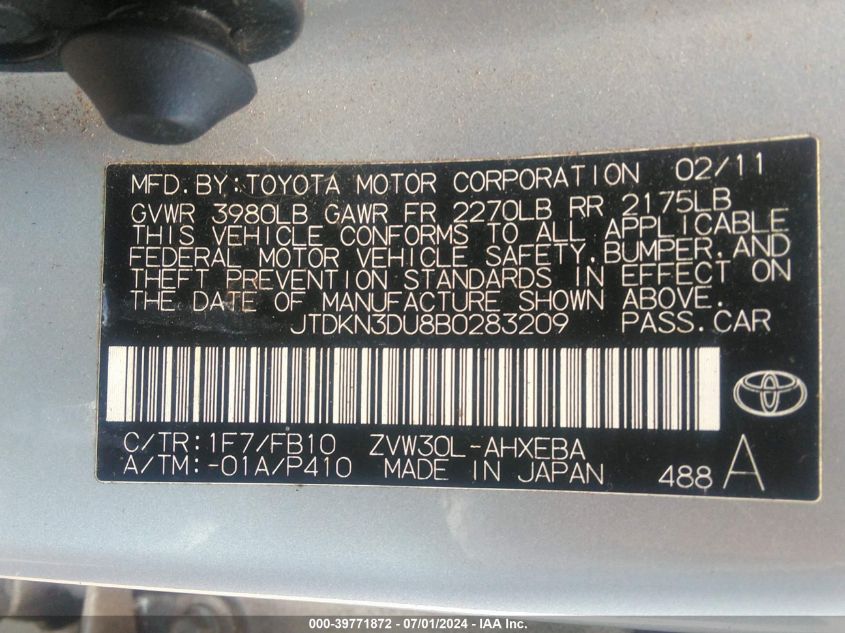 MFD.BY:TOYOTA MOTOR CORPORATION 02/11
GVWR 3980LB GAWR FR 2270LB RR 2175LB
THIS VEHICLE CONFORMS TO ALL APPLICABLE
FEDERAL MOTOR VEHICLE SAFETY,BUMPER,AND
THEFT PREVENTION STANDARDS IN EFFECT ON
THE DATE OF MANUFACTURE SHOWN ABOVE.
JTDKN3DU8B0283209 PASS.CAR
C/TR:1F7/FB10 ZVW30L-AHXEBA
A/TM:-01A/P410 MADE IN JAPAN 488 A
000-39771872 - 07/01/2024 - IAA Inc.